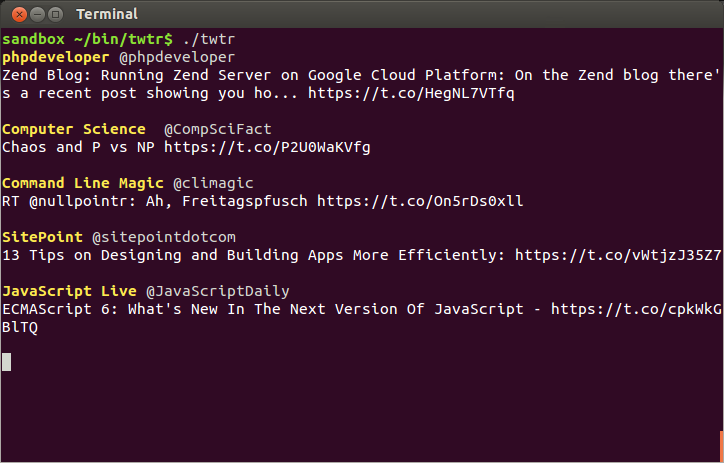 Terminal
sandbox ~/bin/twtr$ ./twtr
phpdeveloper @phpdeveloper
Zend Blog: Running Zend Server on Google Cloud Platform: On the Zend blog there'
s a recent post showing you ho... https://t.co/HegNL7VTfq
Computer Science  @CompSciFact
Chaos and P vs NP https://t.co/P2U0WaKVfg
Command Line Magic @climagic
RT @nullpointr: Ah, Freitagspfusch https://t.co/On5rDs0xll
SitePoint @sitepointdotcom
13 Tips on Designing and Building Apps More Efficiently: https://t.co/vWtjzJ35Z7
JavaScript Live @JavaScriptDaily
ECMAScript 6: What's New In The Next Version Of JavaScript - https://t.co/cpkWkG
BlTQ